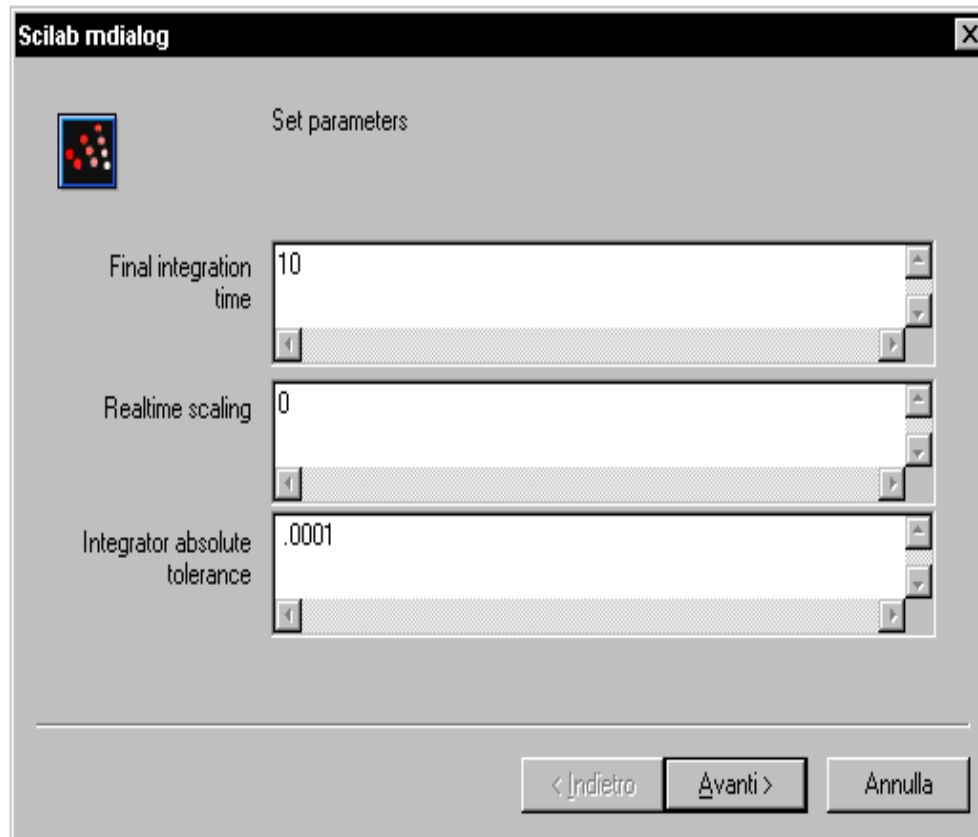 Scilab mdialog
Set parameters
Final integration
time
10
Realtime scaling
0
Integrator absolute
tolerance
.0001
< Indietro
Avanti >
Annulla